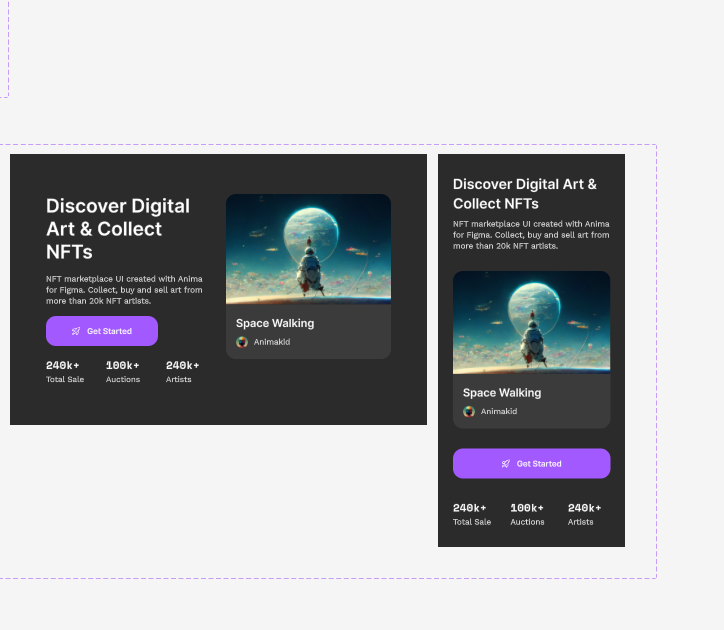 Discover Digital
Art & Collect
NFTs
NFT marketplace UI created with Anima
for Figma. Collect, buy and sell art from
more than 20k NFT artists.
Get Started
240k+ 100k+ 240k+
Total Sale Auctions Artists
Space Walking
Animakid
Discover Digital Art &
Collect NFTs
NFT marketplace UI created with Anima
for Figma. Collect, buy and sell art from
more than 20k NFT artists.
Space Walking
Animakid
Get Started
240k+ 100k+ 240k+
Total Sale Auctions Artists